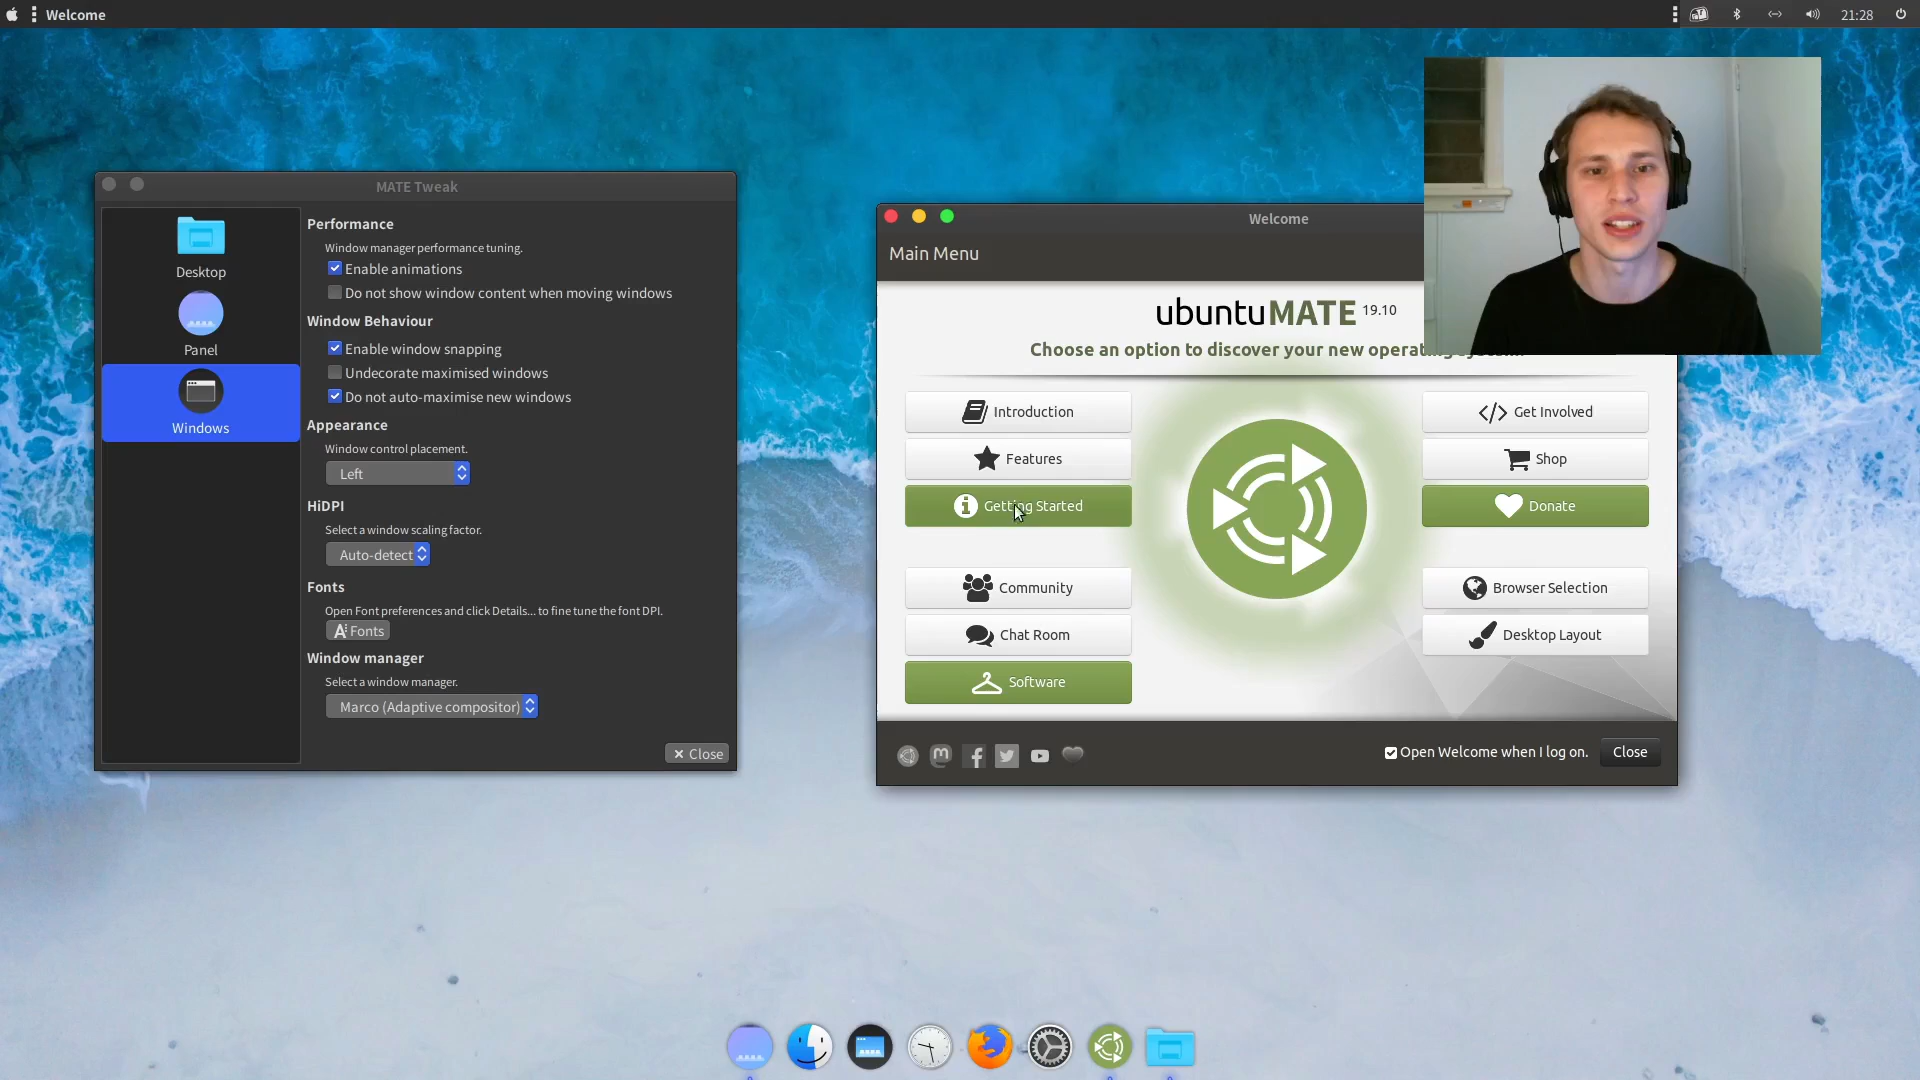 Welcome
21:28
MATE Tweak
Desktop
Panel
Windows
Performance
Window manager performance tuning.
Enable animations
Do not show window content when moving windows
Window Behaviour
Enable window snapping
Undecorate maximised windows
Do not auto-maximise new windows
Appearance
Window control placement.
Left
HiDPI
Select a window scaling factor.
Auto-detect
Fonts
Open Font preferences and click Details... to fine tune the font DPI.
Fonts
Window manager
Select a window manager.
Marco (Adaptive compositor)
Close
Welcome
Main Menu
ubuntu MATE 19.10
Choose an option to discover your new
Introduction
Features
Getting Started
Community
Chat Room
Software
Get Involved
Shop
Donate
Browser Selection
Desktop Layout
Open Welcome when I log on.
Close